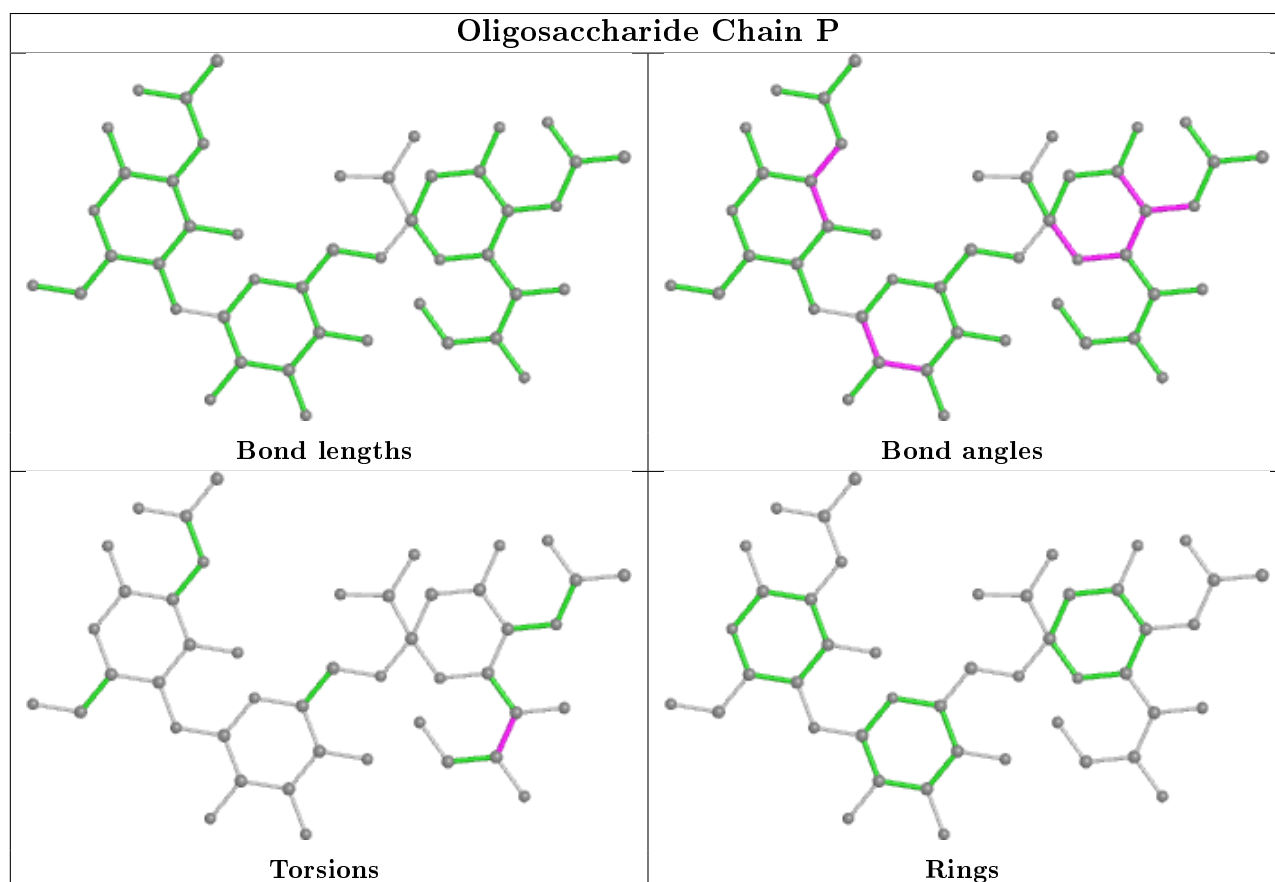 Oligosaccharide Chain P
Bond lengths
Bond angles
Torsions
Rings